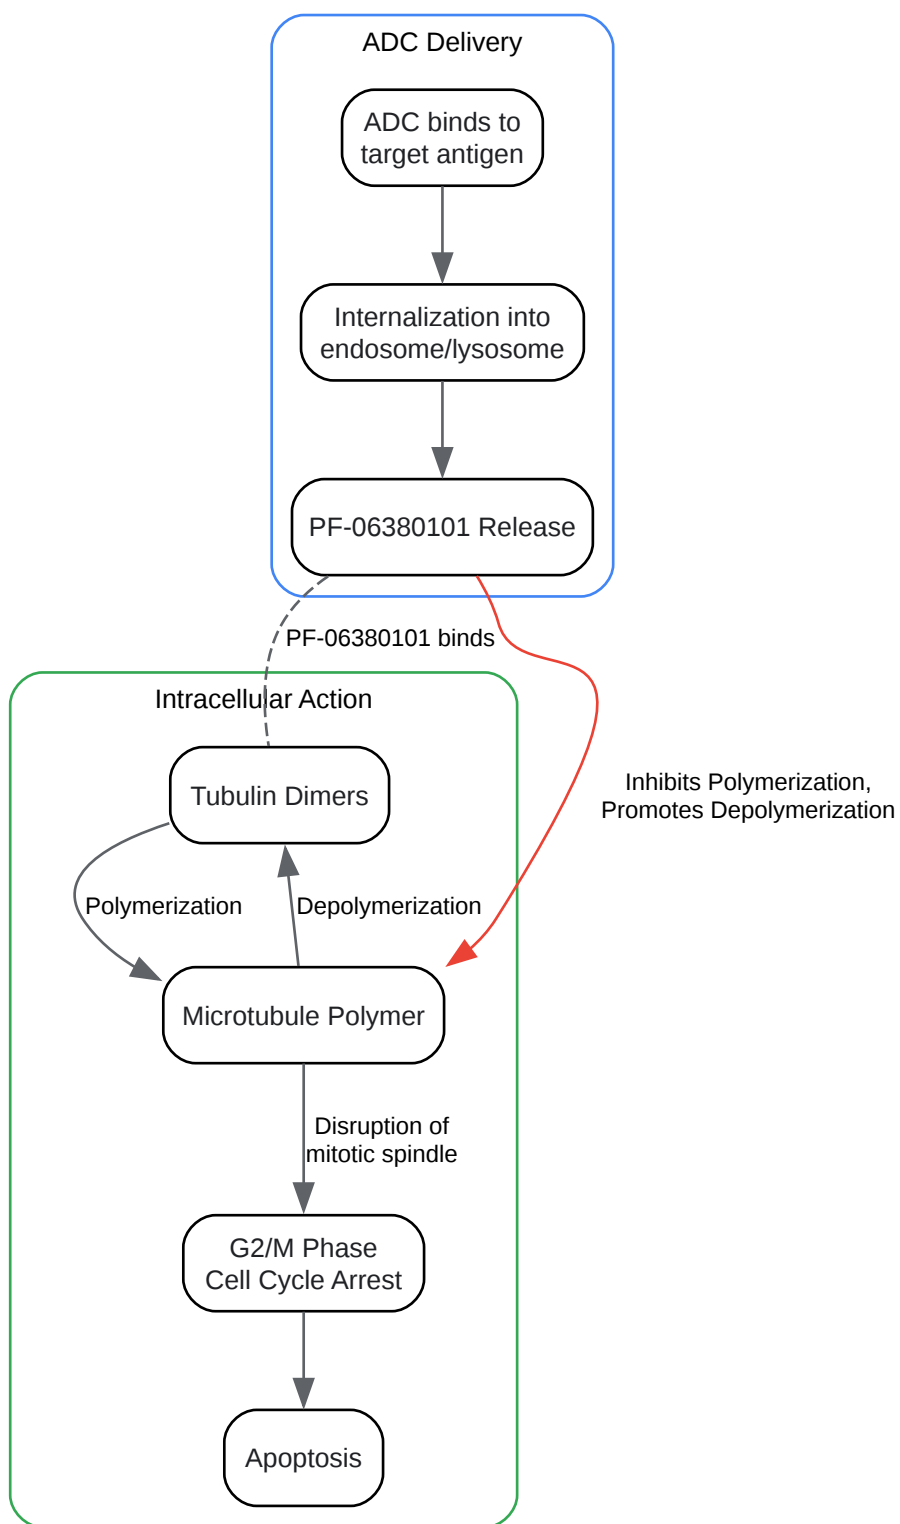 ADC Delivery
ADC binds to
target antigen
Internalization into
endosome/lysosome
PF-06380101 Release
PF-06380101 binds
Intracellular Action
Tubulin Dimers
Inhibits Polymerization,
Promotes Depolymerization
Polymerization
Depolymerization
Microtubule Polymer
Disruption of
mitotic spindle
G2/M Phase
Cell Cycle Arrest
Apoptosis